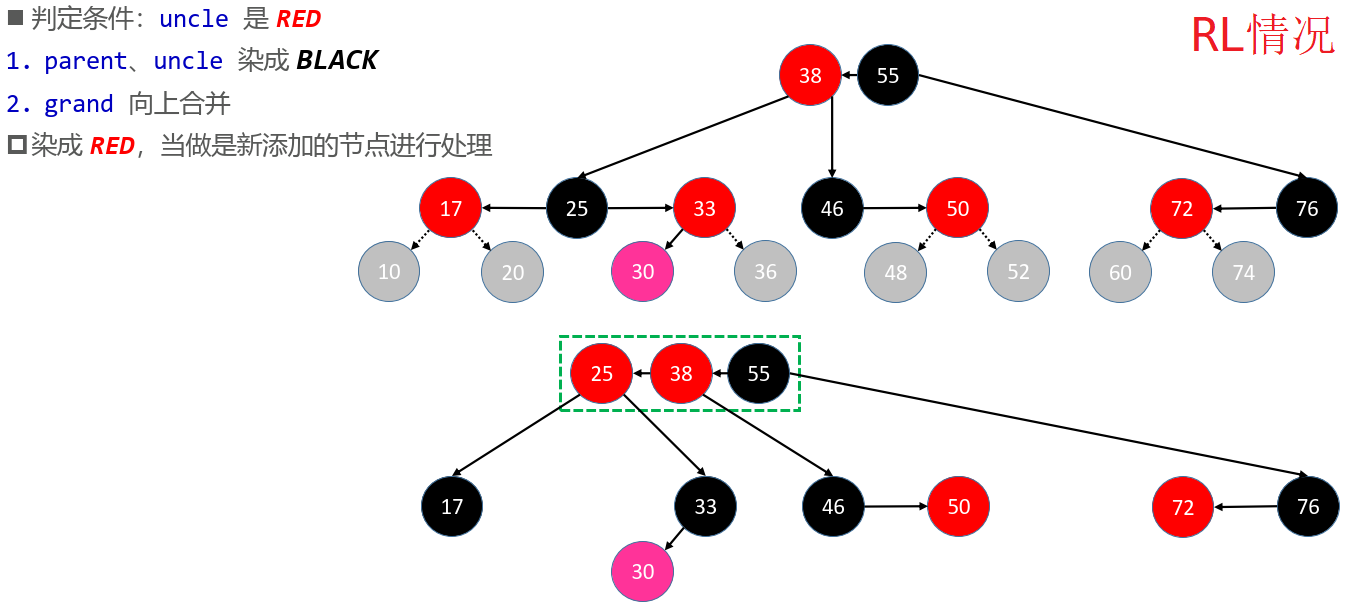 判定条件：uncle 是 RED
1. parent、uncle 染成 BLACK
2. grand 向上合并
染成 RED，当做是新添加的节点进行处理
RL情况
38 55
17 25 33 46 50 72 76
10 20 30 36 48 52 60 74
25 38 55
17 33 46 50 72 76
30